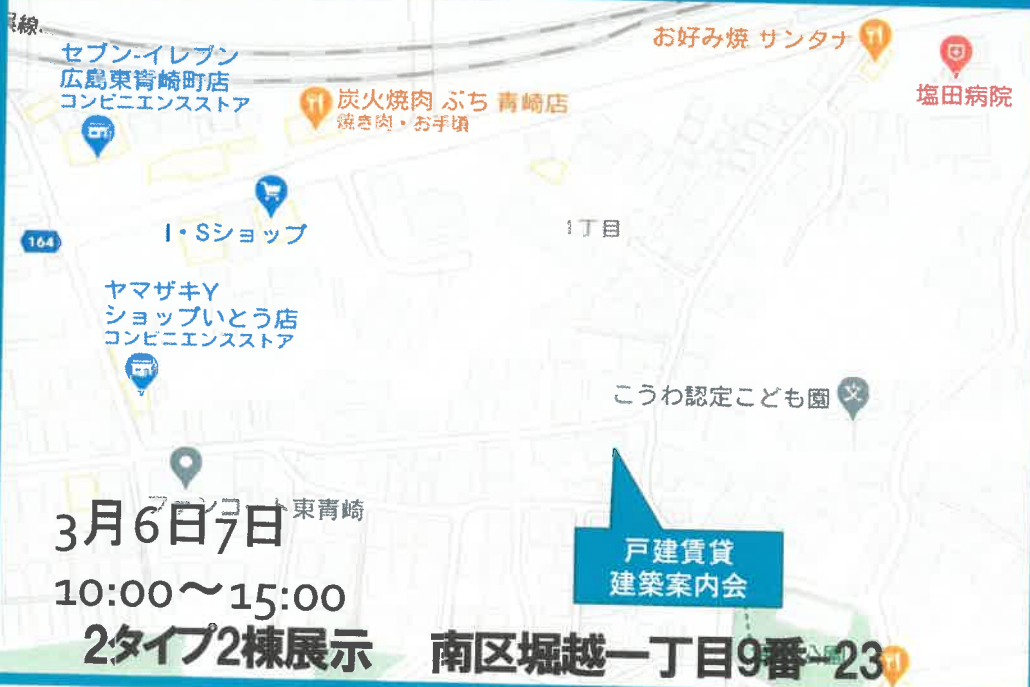 線
お好み焼 サンタナ
セブン-イレブン
広島東青崎町店
コンビニエンスストア
炭火焼肉 ぶち 青崎店
焼き肉・お手頃
塩田病院
I・Sショップ
1丁目
164
ヤマザキY
ショップいとう店
コンビニエンスストア
こうわ認定こども園
文
東青崎
3月6日7日
10:00～15:00
戸建賃貸
建築案内会
2タイプ2棟展示 南区堀越一丁目9番-23